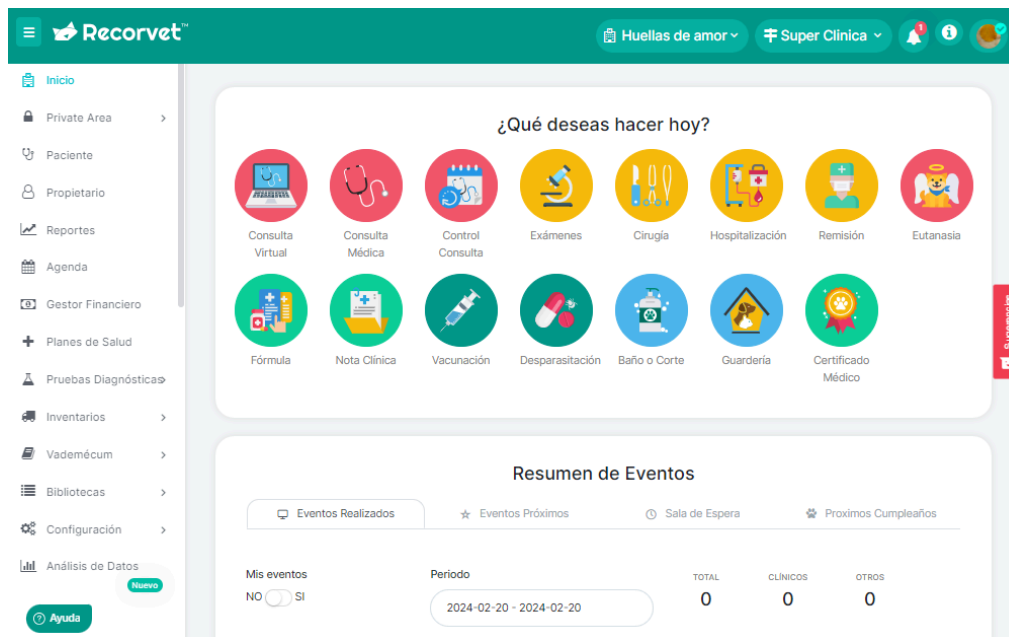 Recorvet™
Huellas de amor
Super Clinica
1
Inicio
Private Area
Paciente
Propietario
Reportes
Agenda
Gestor Financiero
Planes de Salud
Pruebas Diagnósticas
Inventarios
Vademécum
Bibliotecas
Configuración
Análisis de Datos
Nuevo
Ayuda
¿Qué deseas hacer hoy?
Consulta Virtual
Consulta Médica
Control Consulta
Exámenes
Cirugía
Hospitalización
Remisión
Eutanasia
Fórmula
Nota Clínica
Vacunación
Desparasitación
Baño o Corte
Guardería
Certificado Médico
Resumen de Eventos
Eventos Realizados
Eventos Próximos
Sala de Espera
Proximos Cumpleaños
Mis eventos
NO SI
Periodo
2024-02-20 - 2024-02-20
TOTAL
0
CLÍNICOS
0
OTROS
0